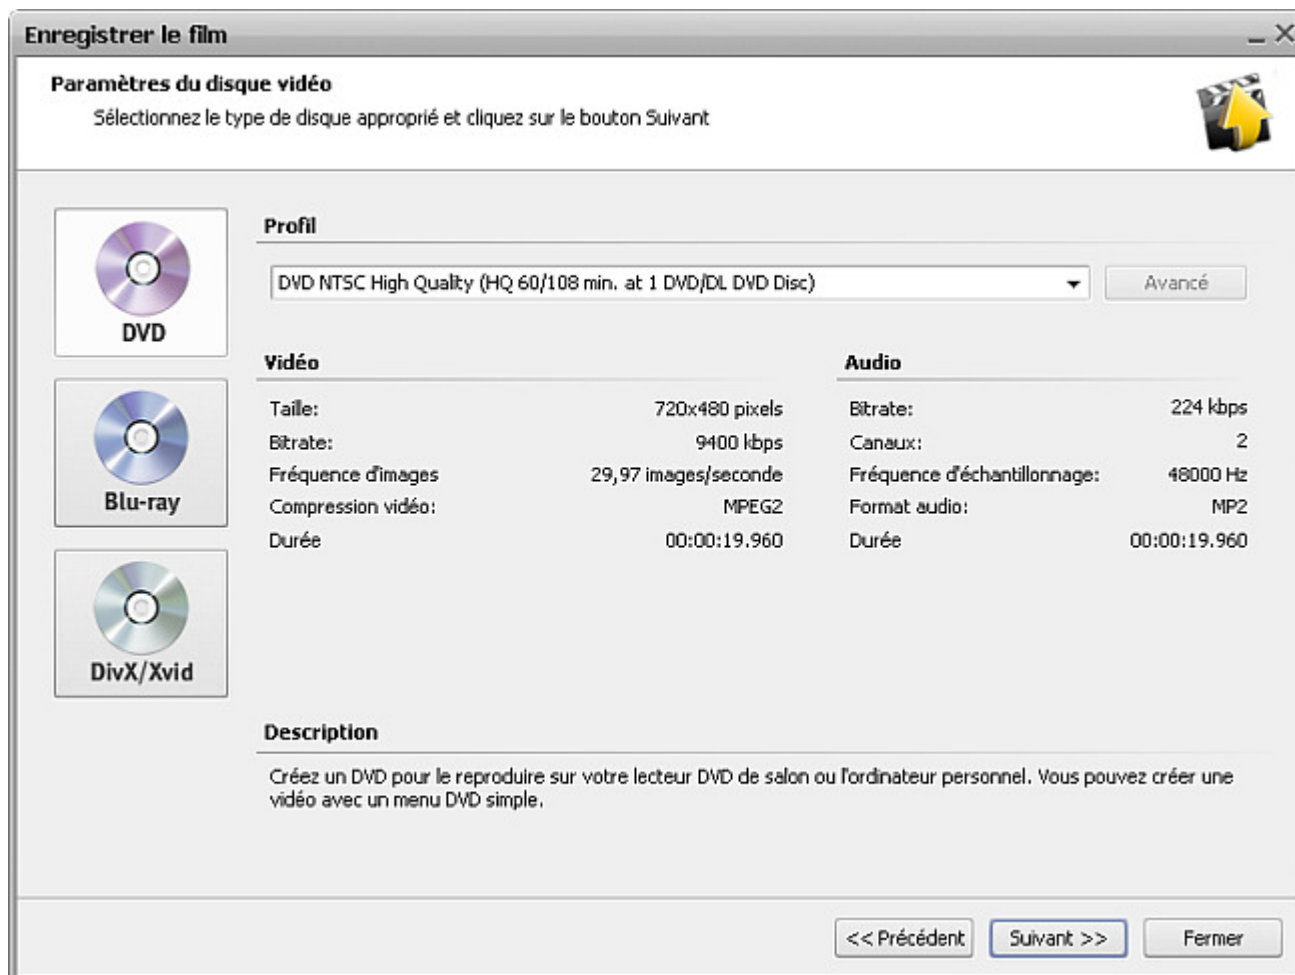 Enregistrer le film
Paramètres du disque vidéo
Sélectionnez le type de disque approprié et cliquez sur le bouton Suivant
DVD
Blu-ray
DivX/Xvid
Profil
DVD NTSC High Quality (HQ 60/108 min. at 1 DVD/DL DVD Disc)
Avancé
Vidéo
Taille: 720x480 pixels
Bitrate: 9400 kbps
Fréquence d'images 29,97 images/seconde
Compression vidéo: MPEG2
Durée 00:00:19.960
Audio
Bitrate: 224 kbps
Canaux: 2
Fréquence d'échantillonnage: 48000 Hz
Format audio: MP2
Durée 00:00:19.960
Description
Créez un DVD pour le reproduire sur votre lecteur DVD de salon ou l'ordinateur personnel. Vous pouvez créer une
vidéo avec un menu DVD simple.
<< Précédent
Suivant >>
Fermer